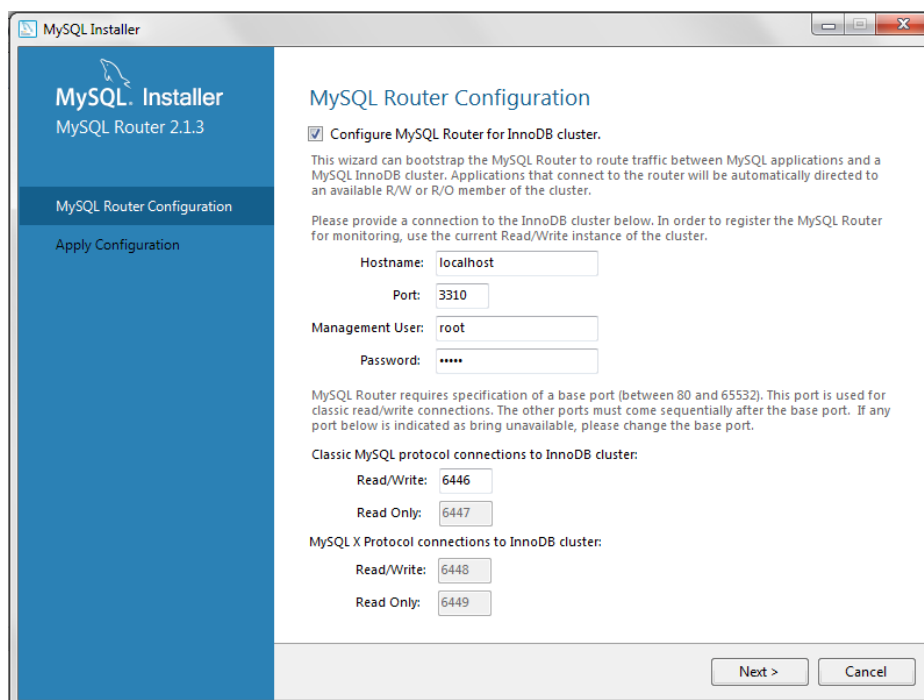 MySQL Installer
MySQL. Installer
MySQL Router 2.1.3
MySQL Router Configuration
Apply Configuration
MySQL Router Configuration
Configure MySQL Router for InnoDB cluster.
This wizard can bootstrap the MySQL Router to route traffic between MySQL applications and a
MySQL InnoDB cluster. Applications that connect to the router will be automatically directed to
an available R/W or R/O member of the cluster.
Please provide a connection to the InnoDB cluster below. In order to register the MySQL Router
for monitoring, use the current Read/Write instance of the cluster.
Hostname: localhost
Port: 3310
Management User: root
Password: •••••
MySQL Router requires specification of a base port (between 80 and 65532). This port is used for
classic read/write connections. The other ports must come sequentially after the base port. If any
port below is indicated as bring unavailable, please change the base port.
Classic MySQL protocol connections to InnoDB cluster:
Read/Write: 6446
Read Only: 6447
MySQL X Protocol connections to InnoDB cluster:
Read/Write: 6448
Read Only: 6449
Next > Cancel